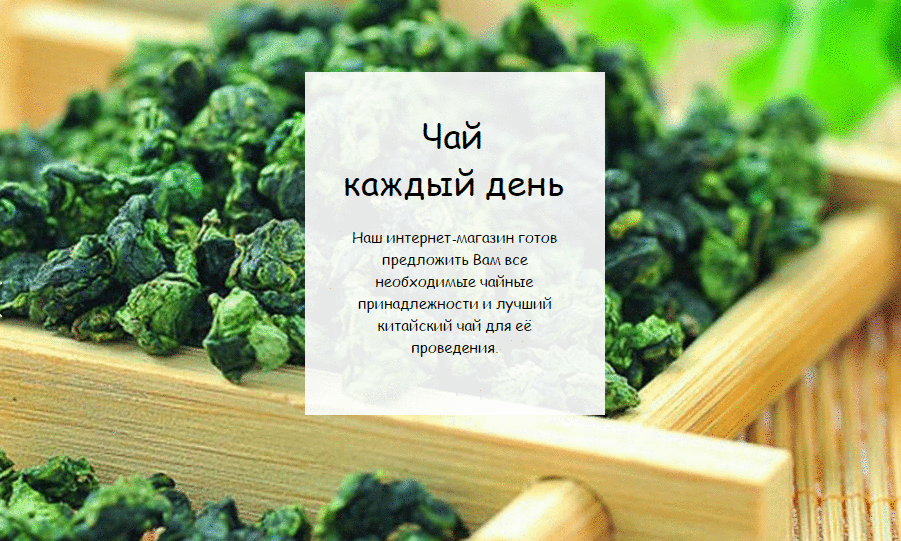 Чай
каждый день
Наш интернет-магазин готов
предложить Вам все
необходимые чайные
принадлежности и лучший
китайский чай для её
проведения.